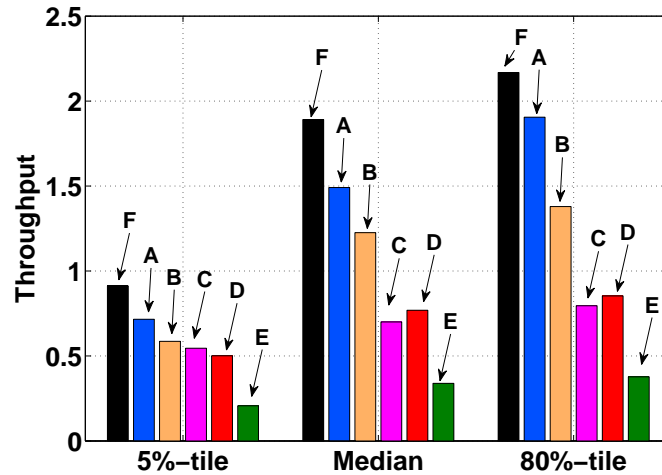 2.5
2
1.5
1
0.5
0
Throughput
F
A
B
C
D
E
F
A
B
C
D
E
F
A
B
C
D
E
5%−tile
Median
80%−tile